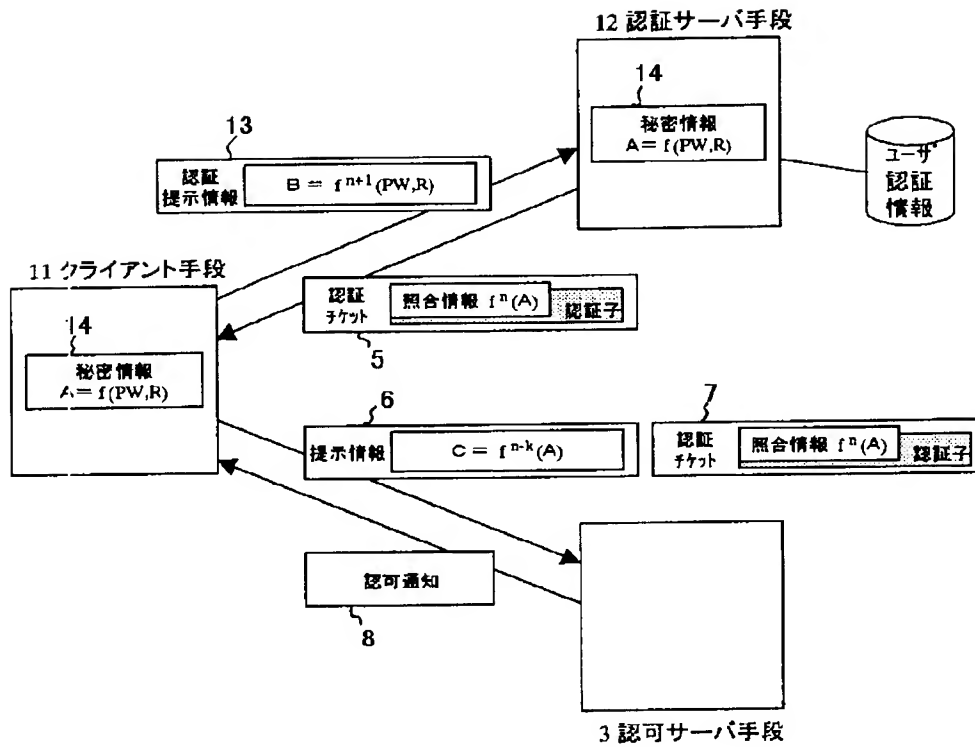 12 認証サーバ手段
14
秘密情報
A = f(PW,R)
ユーザ
認証
情報
13
認証
提示情報
B = f^{n+1}(PW,R)
11 クライアント手段
14
秘密情報
A = f(PW,R)
認証
チケット
照合情報 f^{n}(A)
認証子
5
6
提示情報
C = f^{n-k}(A)
7
認証
チケット
照合情報 f^{n}(A)
認証子
認可通知
8
3 認可サーバ手段